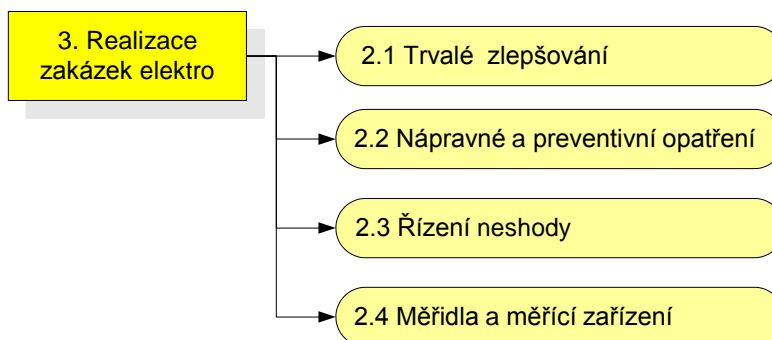 3. Realizace
zakázek elektro
2.1 Trvalé  zlepšování
2.2 Nápravné a preventivní opatření
2.3 Řízení neshody
2.4 Měřidla a měřící zařízení